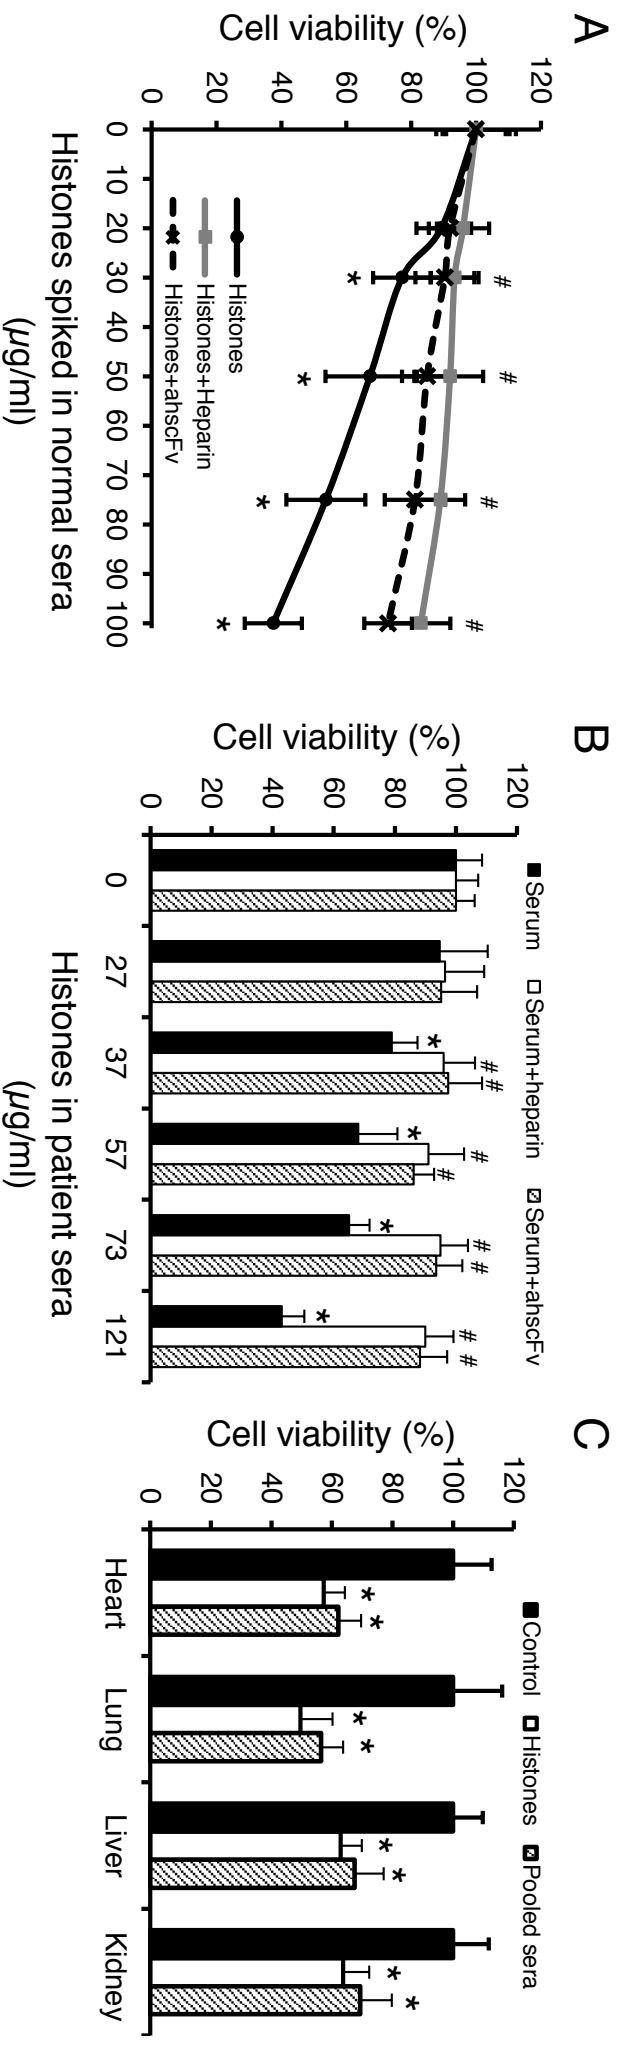 A
Cell viability (%)
120
100
80
60
40
20
0
0 10 20 30 40 50 60 70 80 90 100
# # # #
* * * *
Histones
Histones+Heparin
Histones+ahscFv
Histones spiked in normal sera
(µg/ml)
B
Serum Serum+heparin Serum+ahscFv
Cell viability (%)
120
100
80
60
40
20
0
* # #
* # #
* # #
* # #
0 27 37 57 73 121
Histones in patient sera
(µg/ml)
C
Control Histones Pooled sera
Cell viability (%)
120
100
80
60
40
20
0
* * * * * * * *
Heart Lung Liver Kidney